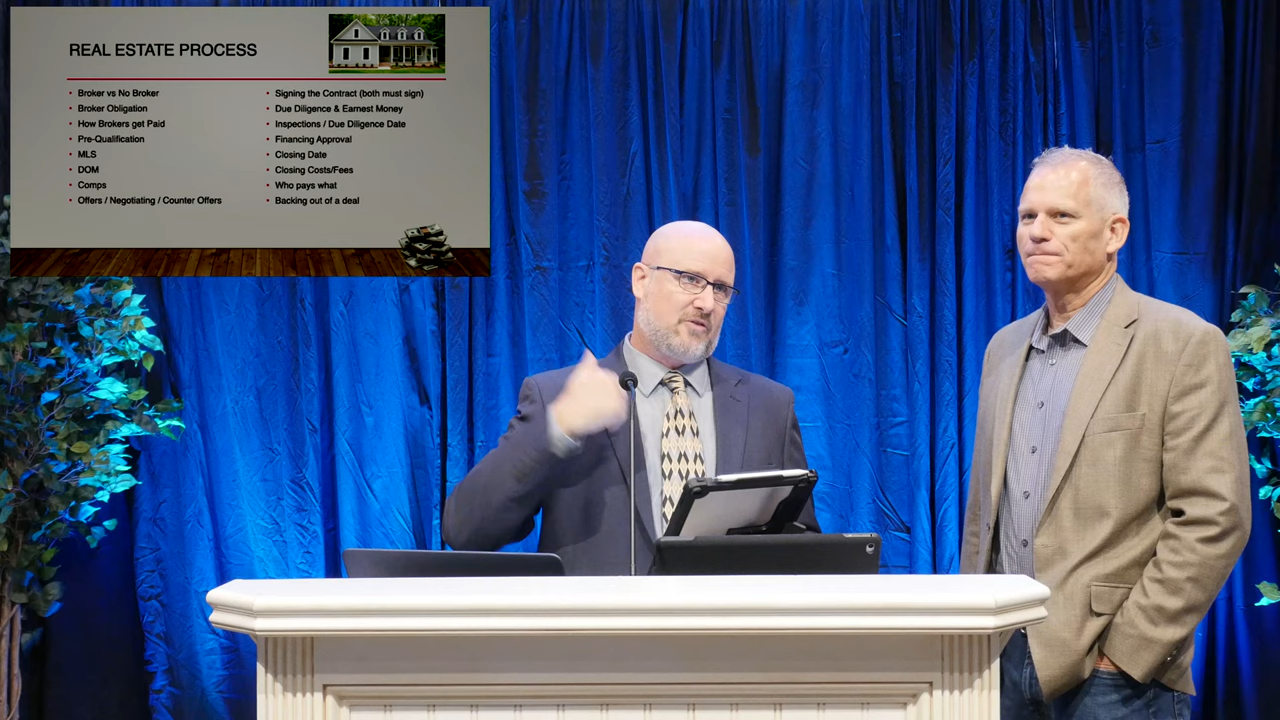 REAL ESTATE PROCESS
• Broker vs No Broker
• Broker Obligation
• How Brokers get Paid
• Pre-Qualification
• MLS
• DOM
• Comps
• Offers / Negotiating / Counter Offers
• Signing the Contract (both must sign)
• Due Diligence & Earnest Money
• Inspections / Due Diligence Date
• Financing Approval
• Closing Date
• Closing Costs/Fees
• Who pays what
• Backing out of a deal